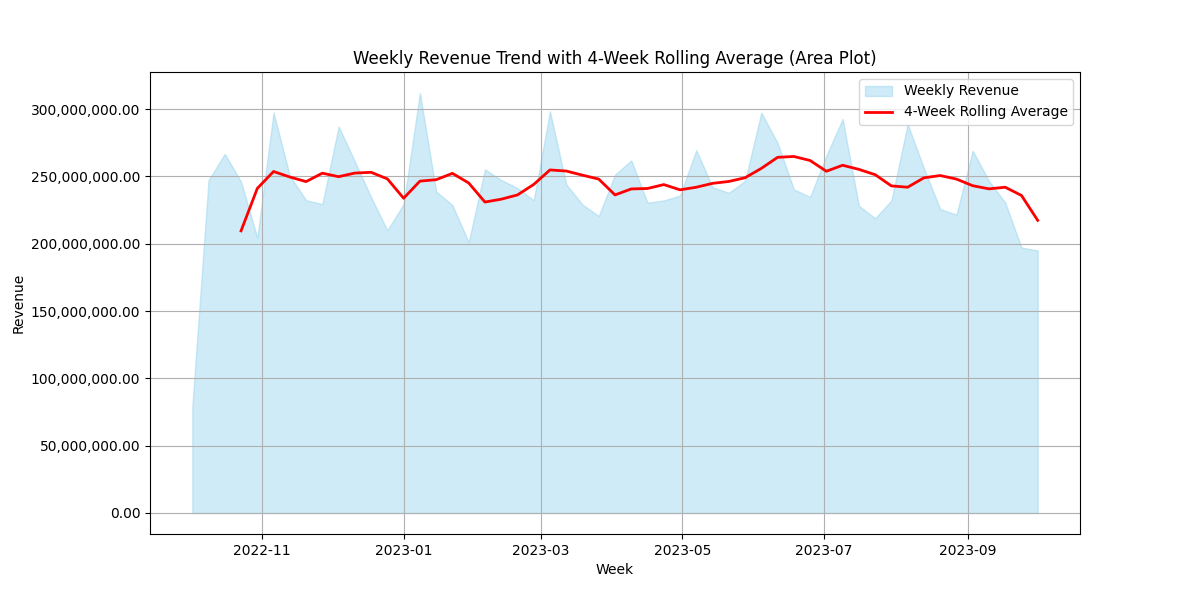 Weekly Revenue Trend with 4-Week Rolling Average (Area Plot)
Weekly Revenue
4-Week Rolling Average
300,000,000.00
250,000,000.00
200,000,000.00
150,000,000.00
100,000,000.00
50,000,000.00
0.00
Revenue
2022-11 2023-01 2023-03 2023-05 2023-07 2023-09
Week